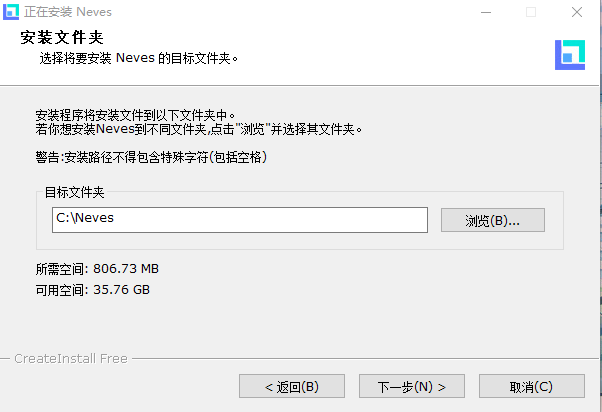 正在安装 Neves
安装文件夹
选择将要安装 Neves 的目标文件夹。
安装程序将安装文件到以下文件夹中。
若你想安装Neves到不同文件夹,点击"浏览"并选择其文件夹。
警告:安装路径不得包含特殊字符(包括空格)
目标文件夹
C:\Neves
浏览(B)...
所需空间: 806.73 MB
可用空间: 35.76 GB
CreateInstall Free
< 返回(B)
下一步(N) >
取消(C)